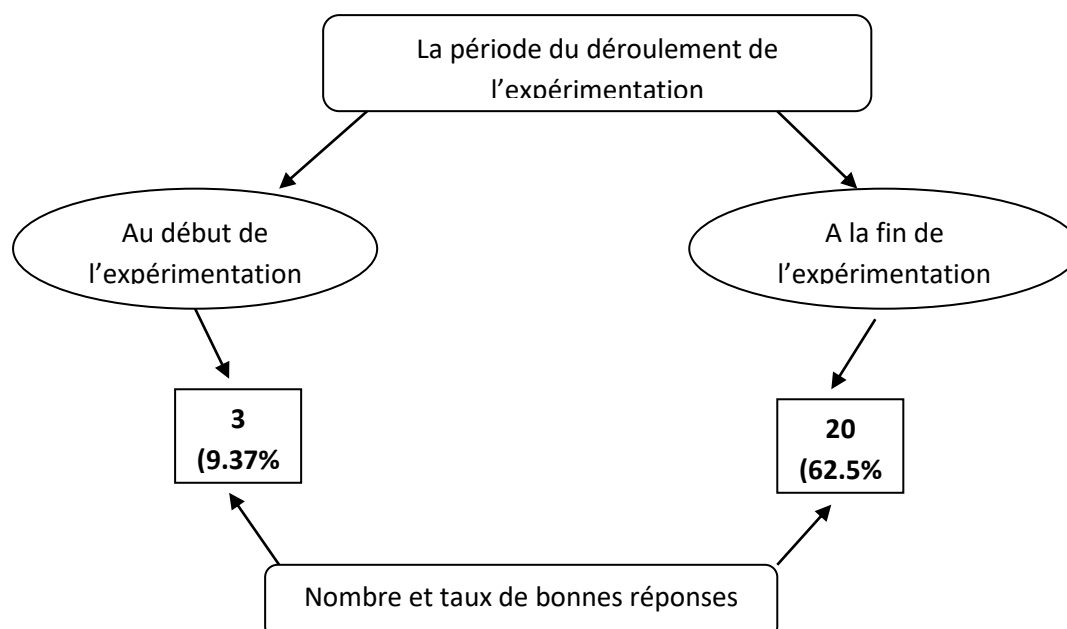 La période du déroulement de
l'expérimentation
Au début de
l'expérimentation
A la fin de
l'expérimentation
3
(9.37%
20
(62.5%
Nombre et taux de bonnes réponses